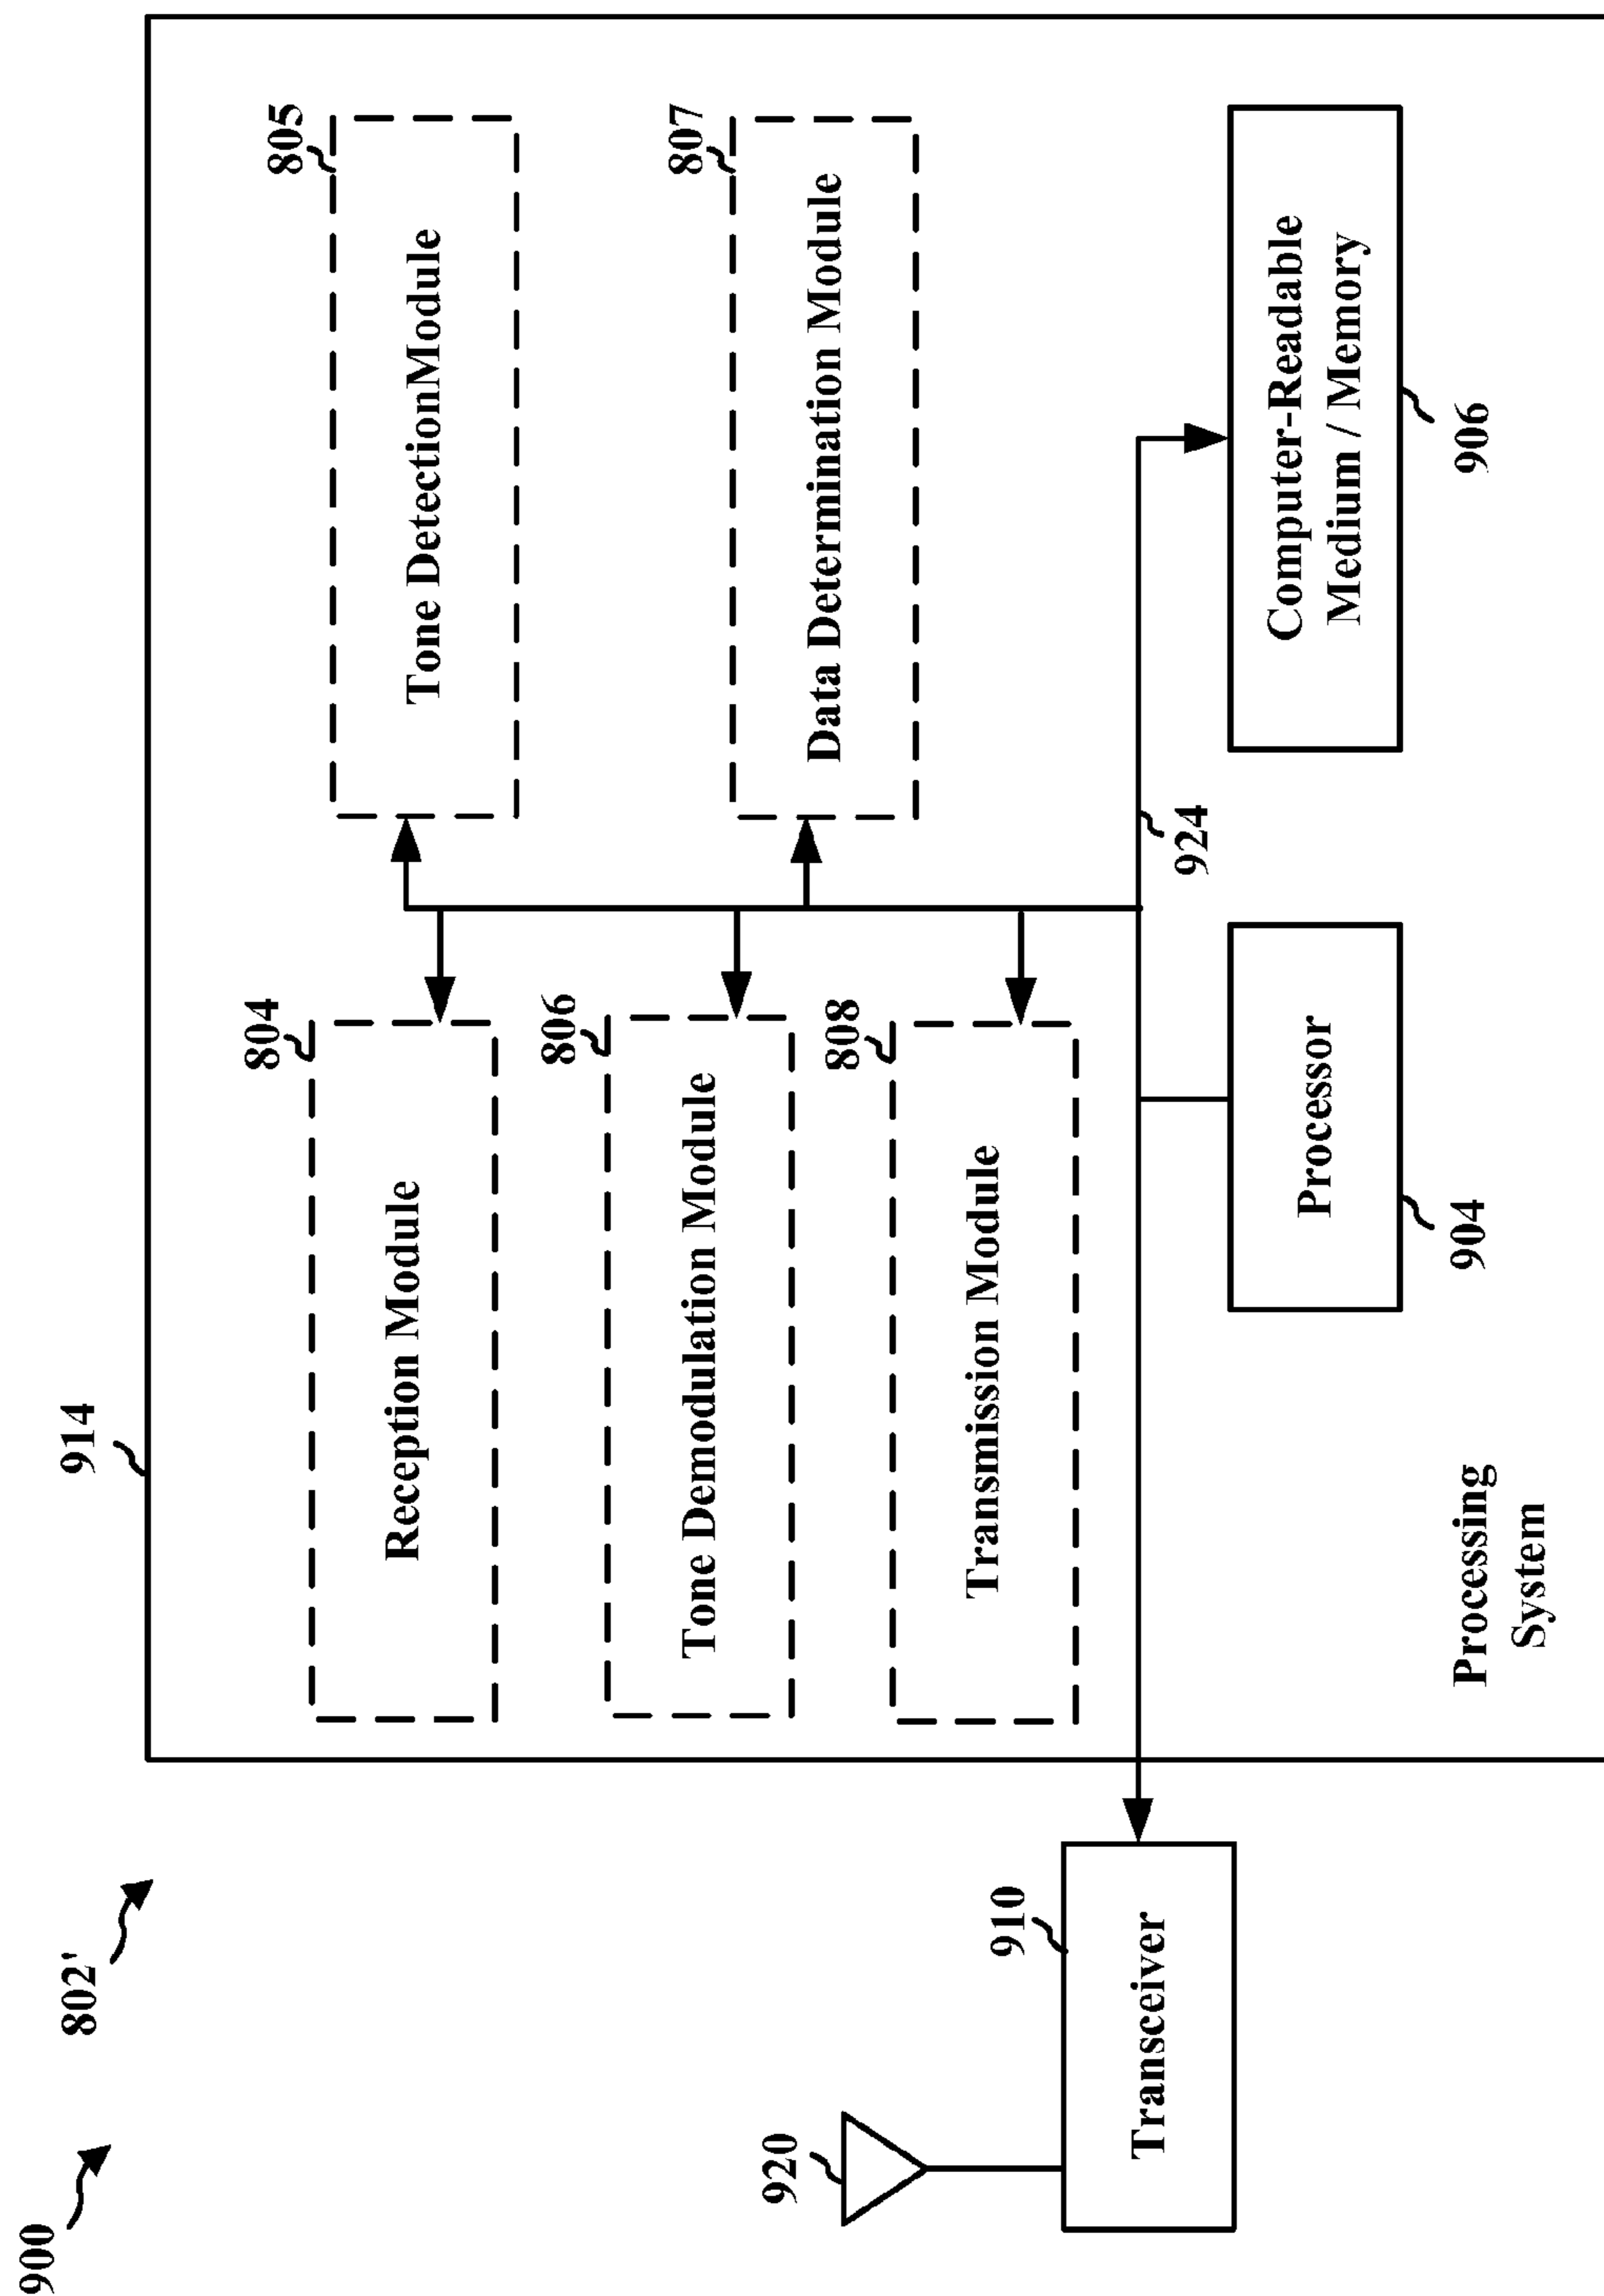 900
802'
914
804
Reception Module
805
Tone DetectionModule
806
Tone Demodulation Module
807
Data Determination Module
808
Transmission Module
920
910
Transceiver
924
Processor
904
Computer-Readable
Medium / Memory
906
Processing
System